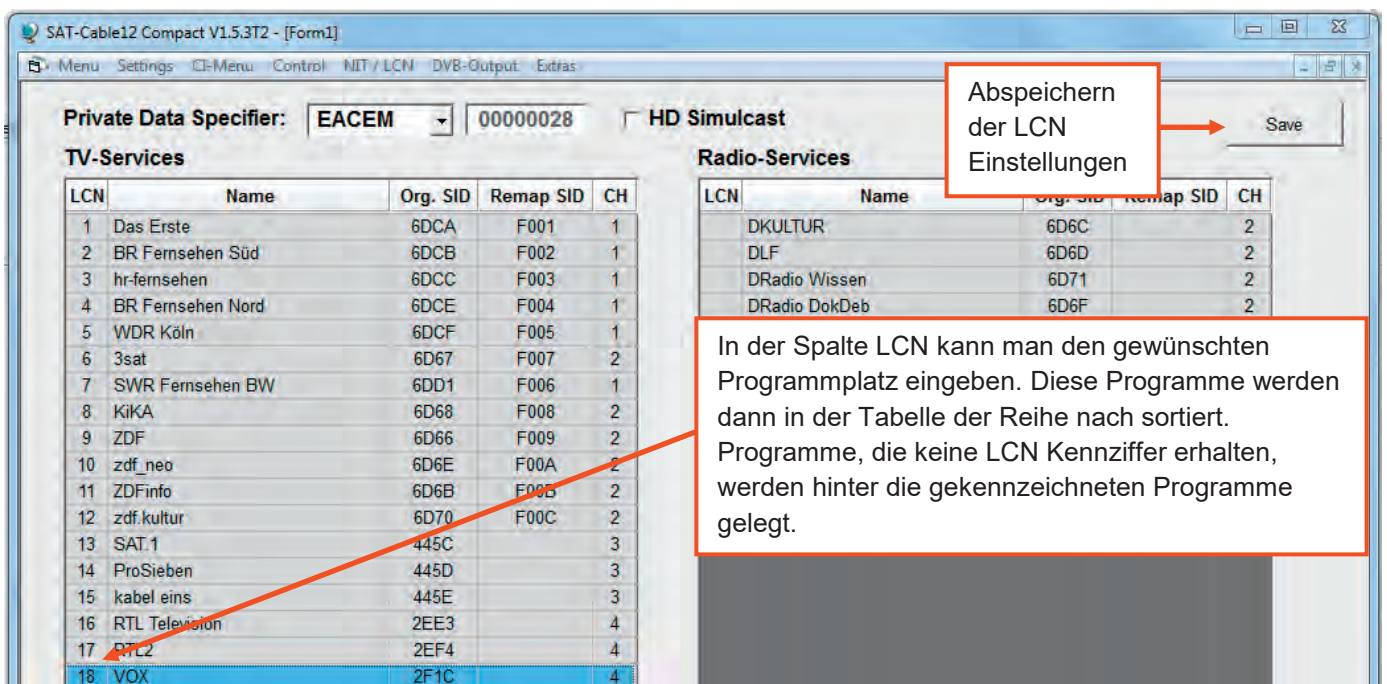 SAT-Cable12 Compact V1.5.3T2 - [Form1]
Menu Settings CI-Menu Control NIT / LCN DVB-Output Extras
Private Data Specifier: EACEM 00000028 HD Simulcast
Abspeichern
der LCN
Einstellungen
Save
TV-Services
LCN Name Org. SID Remap SID CH
1 Das Erste 6DCA F001 1
2 BR Fernsehen Süd 6DCB F002 1
3 hr-fernsehen 6DCC F003 1
4 BR Fernsehen Nord 6DCE F004 1
5 WDR Köln 6DCF F005 1
6 3sat 6D67 F007 2
7 SWR Fernsehen BW 6DD1 F006 1
8 KiKA 6D68 F008 2
9 ZDF 6D66 F009 2
10 zdf_neo 6D6E F00A 2
11 ZDFinfo 6D6B F00B 2
12 zdf.kultur 6D70 F00C 2
13 SAT.1 445C 3
14 ProSieben 445D 3
15 kabel eins 445E 3
16 RTL Television 2EE3 4
17 RTL2 2EF4 4
18 VOX 2F1C 4
Radio-Services
LCN Name Org. SID Remap SID CH
DKULTUR 6D6C 2
DLF 6D6D 2
DRadio Wissen 6D71 2
DRadio DokDeb 6D6F 2
In der Spalte LCN kann man den gewünschten
Programmplatz eingeben. Diese Programme werden
dann in der Tabelle der Reihe nach sortiert.
Programme, die keine LCN Kennziffer erhalten,
werden hinter die gekennzeichneten Programme
gelegt.